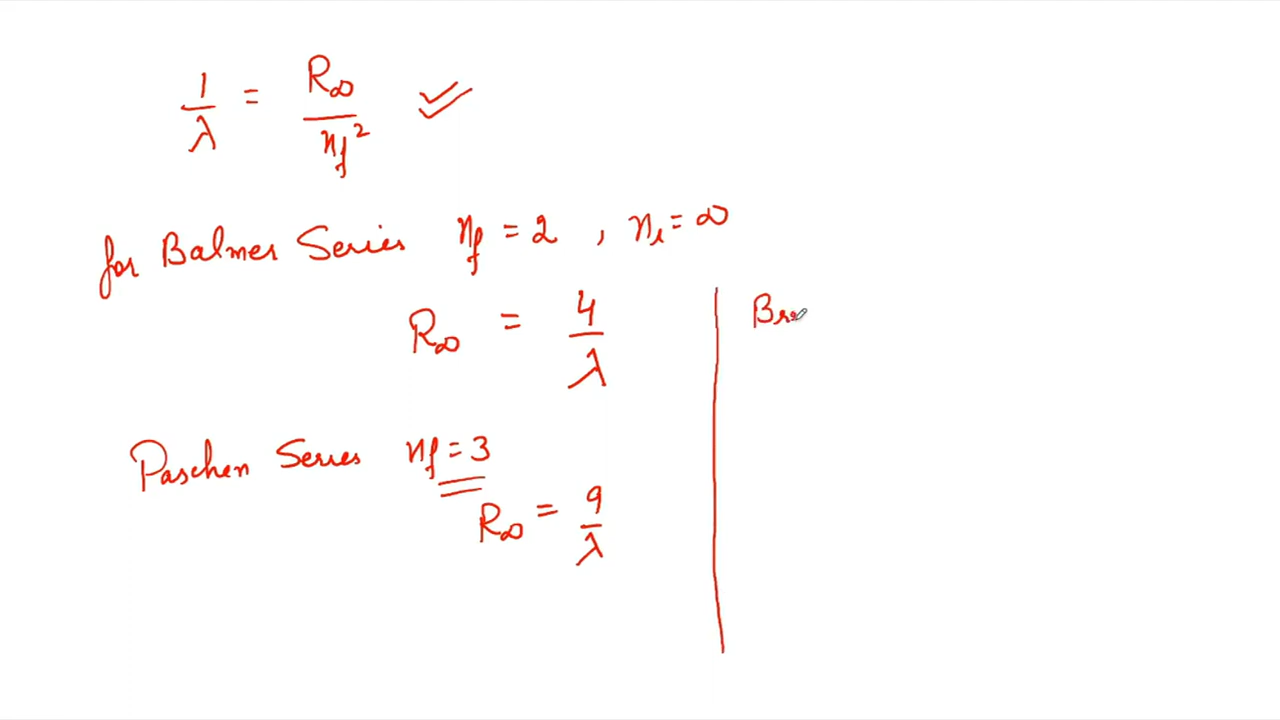 1/λ = R∞/nf²
for Balmer Series nf = 2 , ni = ∞
R∞ = 4/λ
Paschen Series nf = 3
R∞ = 9/λ